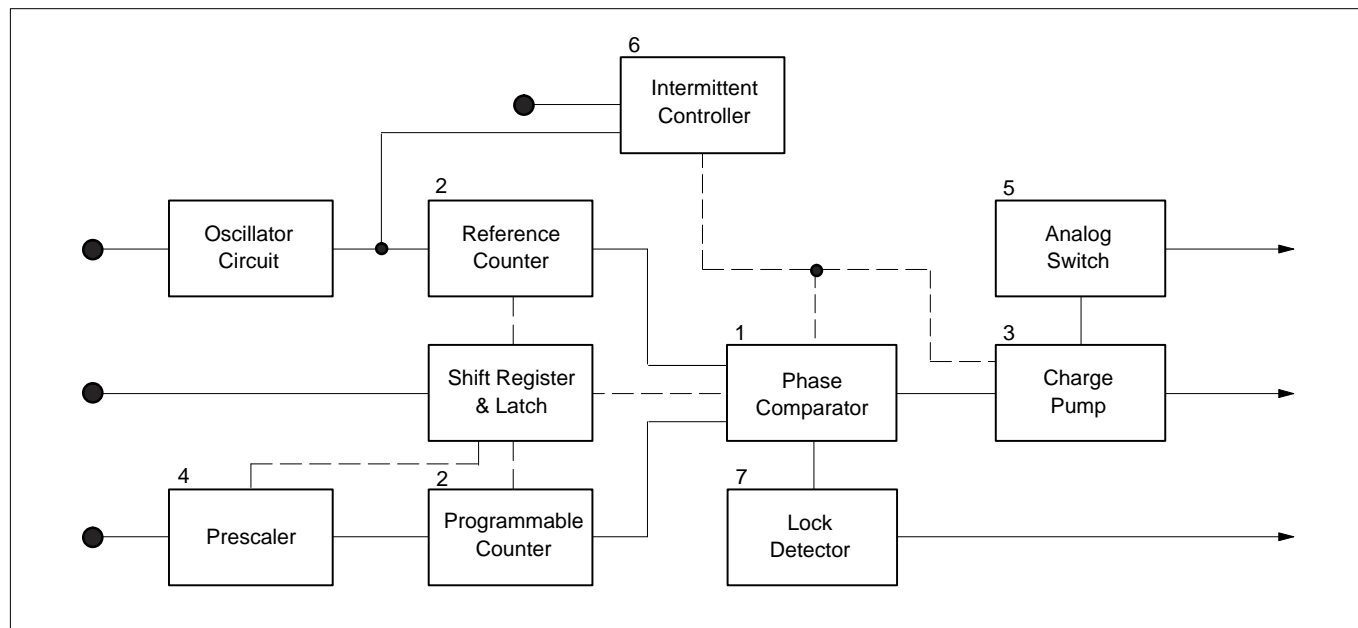 6
Intermittent
Controller
2
Oscillator
Circuit
Reference
Counter
5
Analog
Switch
1
3
Shift Register
& Latch
Phase
Comparator
Charge
Pump
4
2
7
Prescaler
Programmable
Counter
Lock
Detector